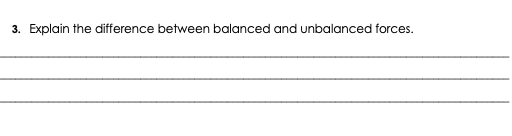 3. Explain the difference between balanced and unbalanced forces.